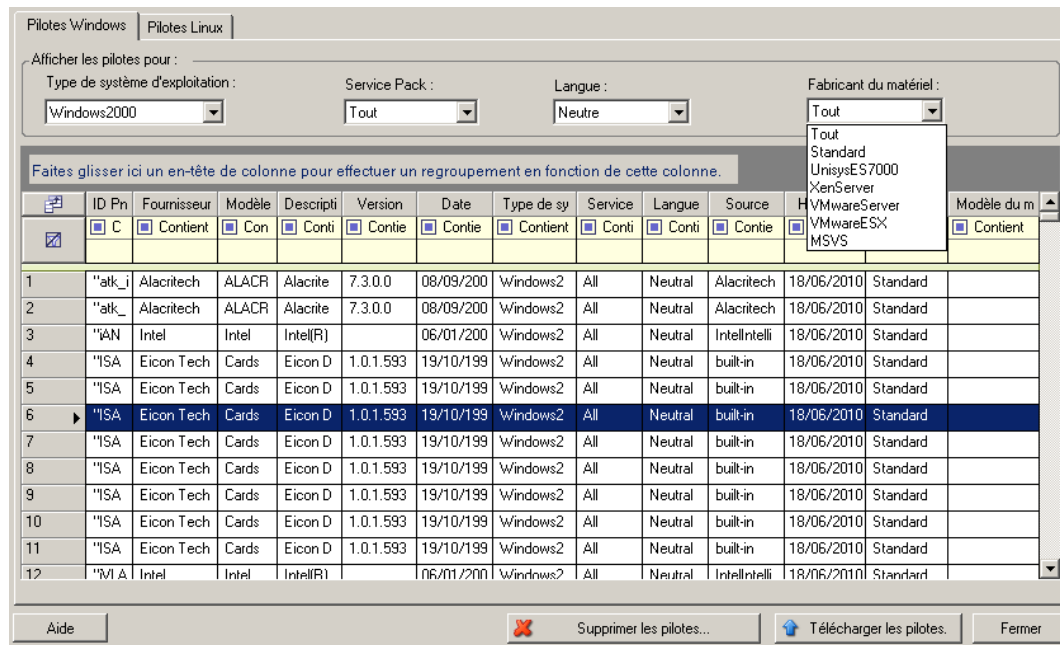 Pilotes Windows Pilotes Linux
Afficher les pilotes pour :
Type de système d'exploitation : Service Pack : Langue : Fabricant du matériel :
Windows2000 Tout Neutre Tout
Tout
Standard
UnisysES7000
XenServer
VMwareServer
VMwareESX
MSVS
Faites glisser ici un en-tête de colonne pour effectuer un regroupement en fonction de cette colonne.
ID Pn Fournisseur Modèle Descripti Version Date Type de sy Service Langue Source H Modèle du m
C Contient Con Conti Contie Contie Contient Conti Conti Contie Contient
1 "atk_i Alacritech ALACR Alacrite 7.3.0.0 08/09/200 Windows2 All Neutral Alacritech 18/06/2010 Standard
2 "atk_ Alacritech ALACR Alacrite 7.3.0.0 08/09/200 Windows2 All Neutral Alacritech 18/06/2010 Standard
3 "iAN Intel Intel Intel(R) 06/01/200 Windows2 All Neutral IntelIntelli 18/06/2010 Standard
4 "ISA Eicon Tech Cards Eicon D 1.0.1.593 19/10/199 Windows2 All Neutral built-in 18/06/2010 Standard
5 "ISA Eicon Tech Cards Eicon D 1.0.1.593 19/10/199 Windows2 All Neutral built-in 18/06/2010 Standard
6 "ISA Eicon Tech Cards Eicon D 1.0.1.593 19/10/199 Windows2 All Neutral built-in 18/06/2010 Standard
7 "ISA Eicon Tech Cards Eicon D 1.0.1.593 19/10/199 Windows2 All Neutral built-in 18/06/2010 Standard
8 "ISA Eicon Tech Cards Eicon D 1.0.1.593 19/10/199 Windows2 All Neutral built-in 18/06/2010 Standard
9 "ISA Eicon Tech Cards Eicon D 1.0.1.593 19/10/199 Windows2 All Neutral built-in 18/06/2010 Standard
10 "ISA Eicon Tech Cards Eicon D 1.0.1.593 19/10/199 Windows2 All Neutral built-in 18/06/2010 Standard
11 "ISA Eicon Tech Cards Eicon D 1.0.1.593 19/10/199 Windows2 All Neutral built-in 18/06/2010 Standard
12 "iVLA Intel Intel Intel(R) 06/01/200 Windows2 All Neutral IntelIntelli 18/06/2010 Standard
Aide Supprimer les pilotes... Télécharger les pilotes. Fermer